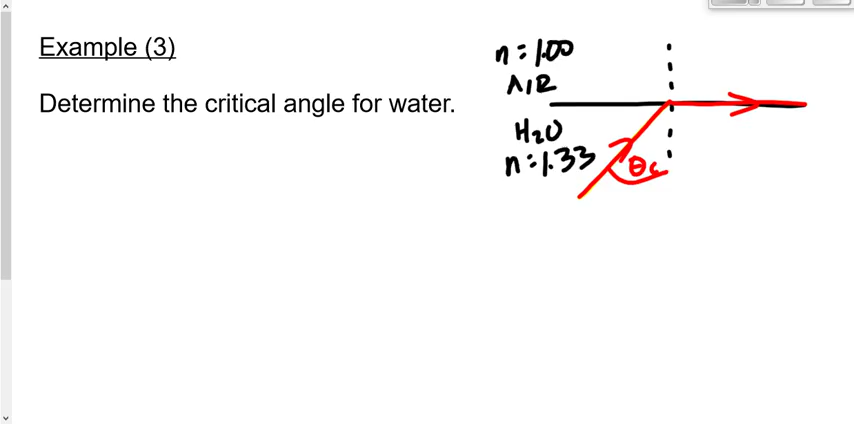 Example (3)
Determine the critical angle for water.
n = 1.00
AIR
H2O
n = 1.33
θc